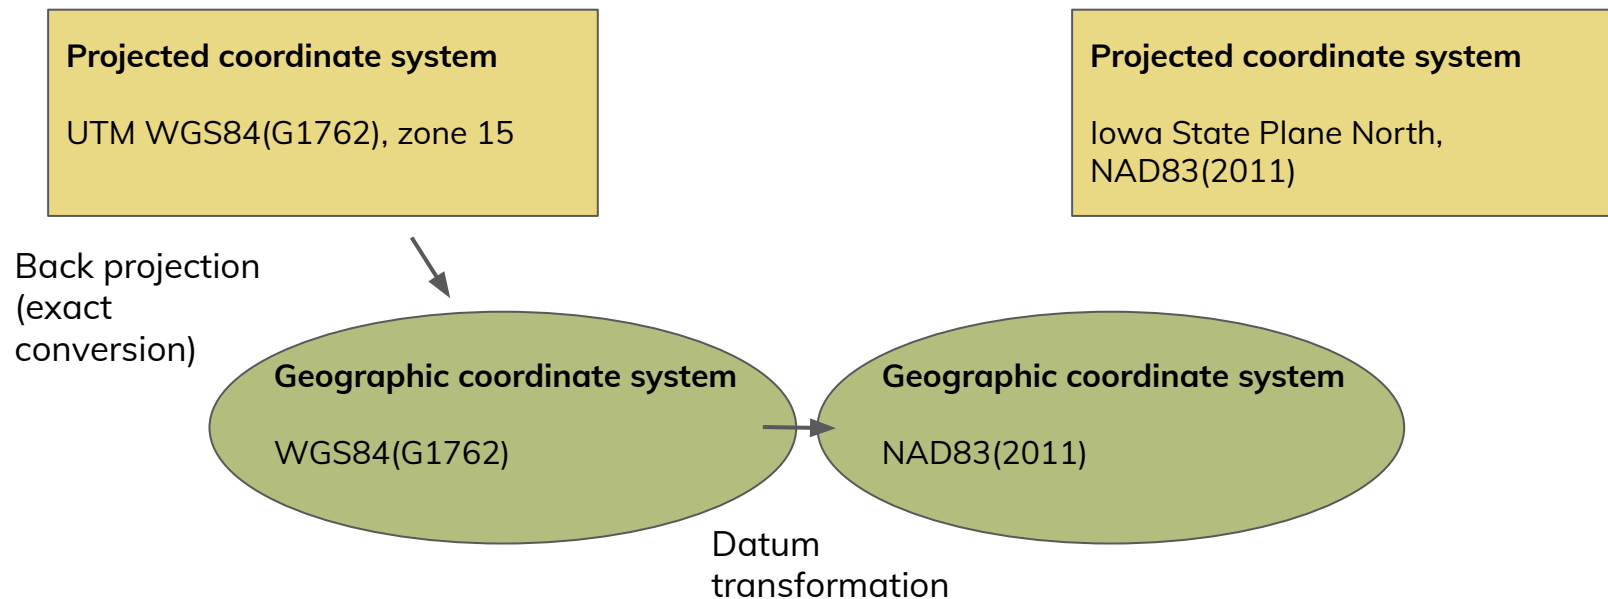 Projected coordinate system
UTM WGS84(G1762), zone 15
Projected coordinate system
Iowa State Plane North,
NAD83(2011)
Back projection
(exact
conversion)
Geographic coordinate system
WGS84(G1762)
Geographic coordinate system
NAD83(2011)
Datum
transformation